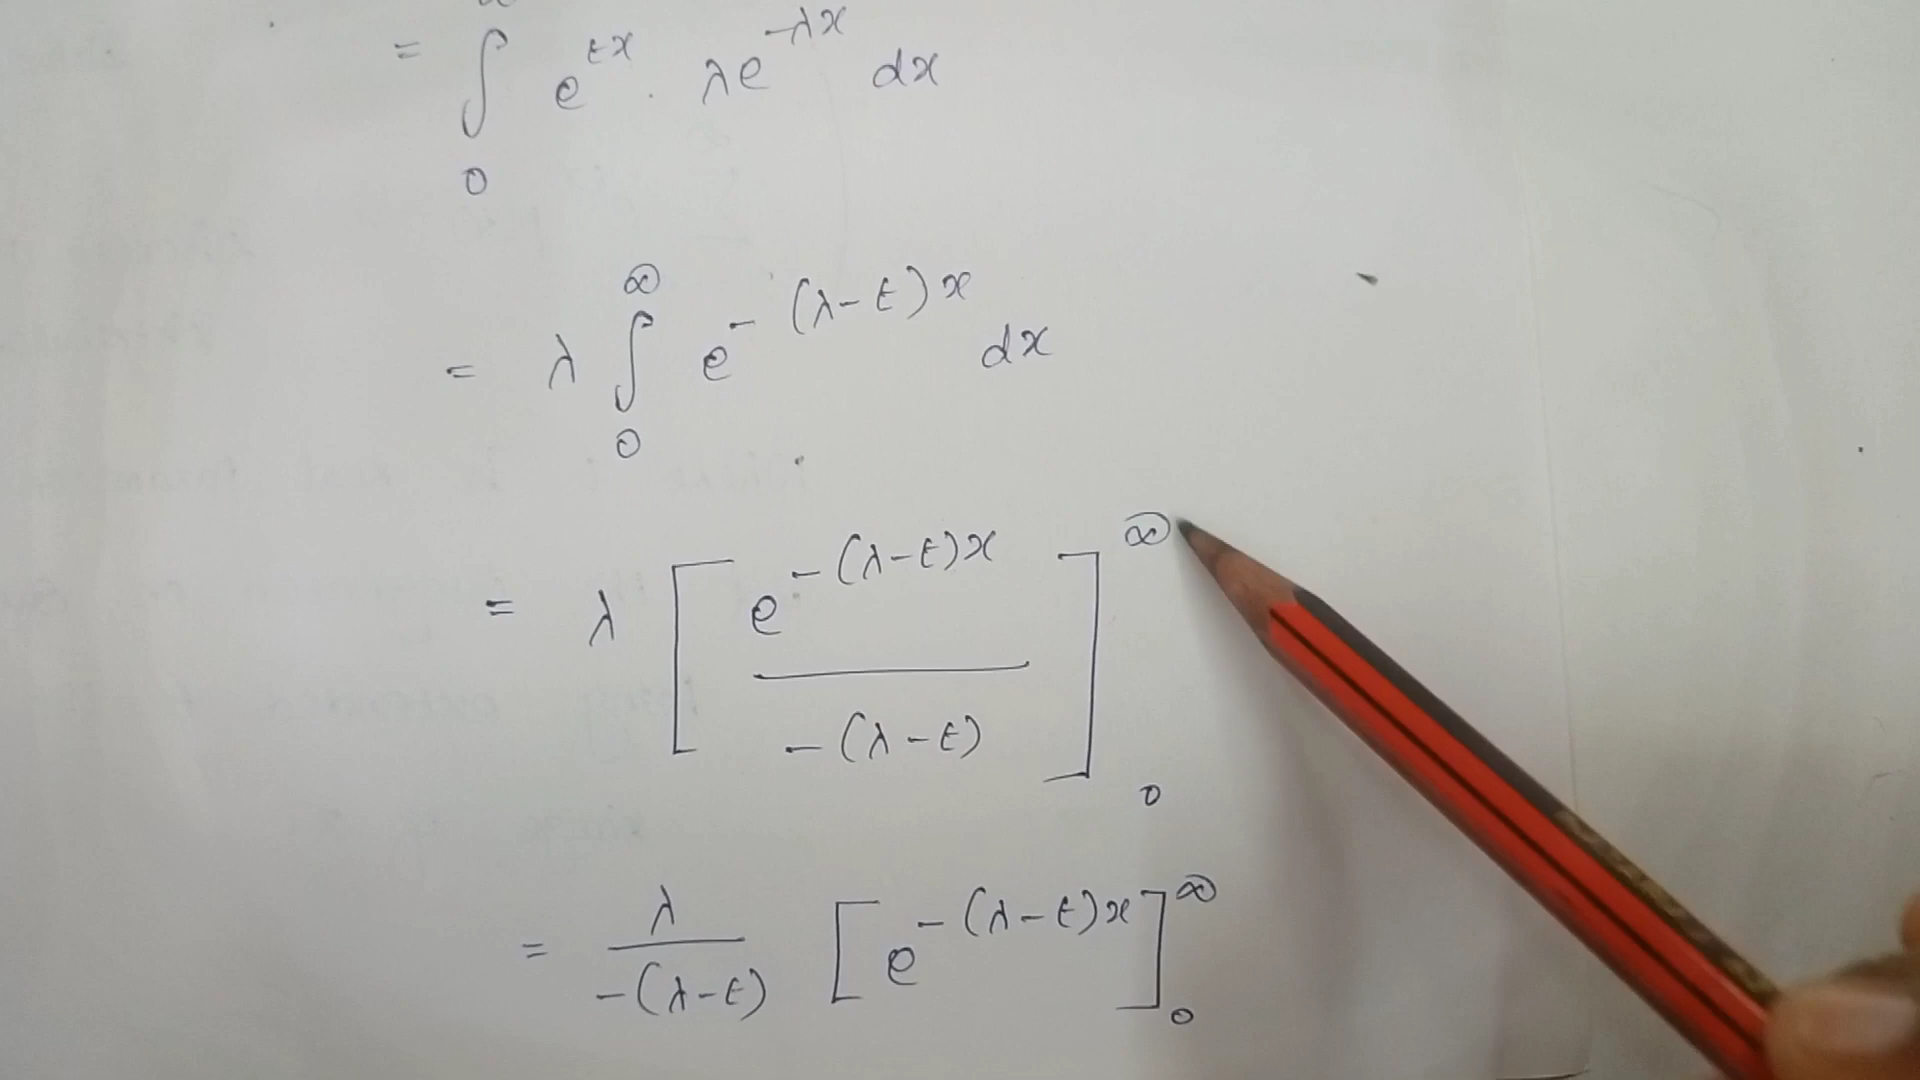 = ∫₀^∞ e^{tx} . λe^{-λx} dx
= λ ∫₀^∞ e^{-(λ-t)x} dx
= λ [ e^{-(λ-t)x} / -(λ-t) ]₀^∞
= λ / -(λ-t) [ e^{-(λ-t)x} ]₀^∞